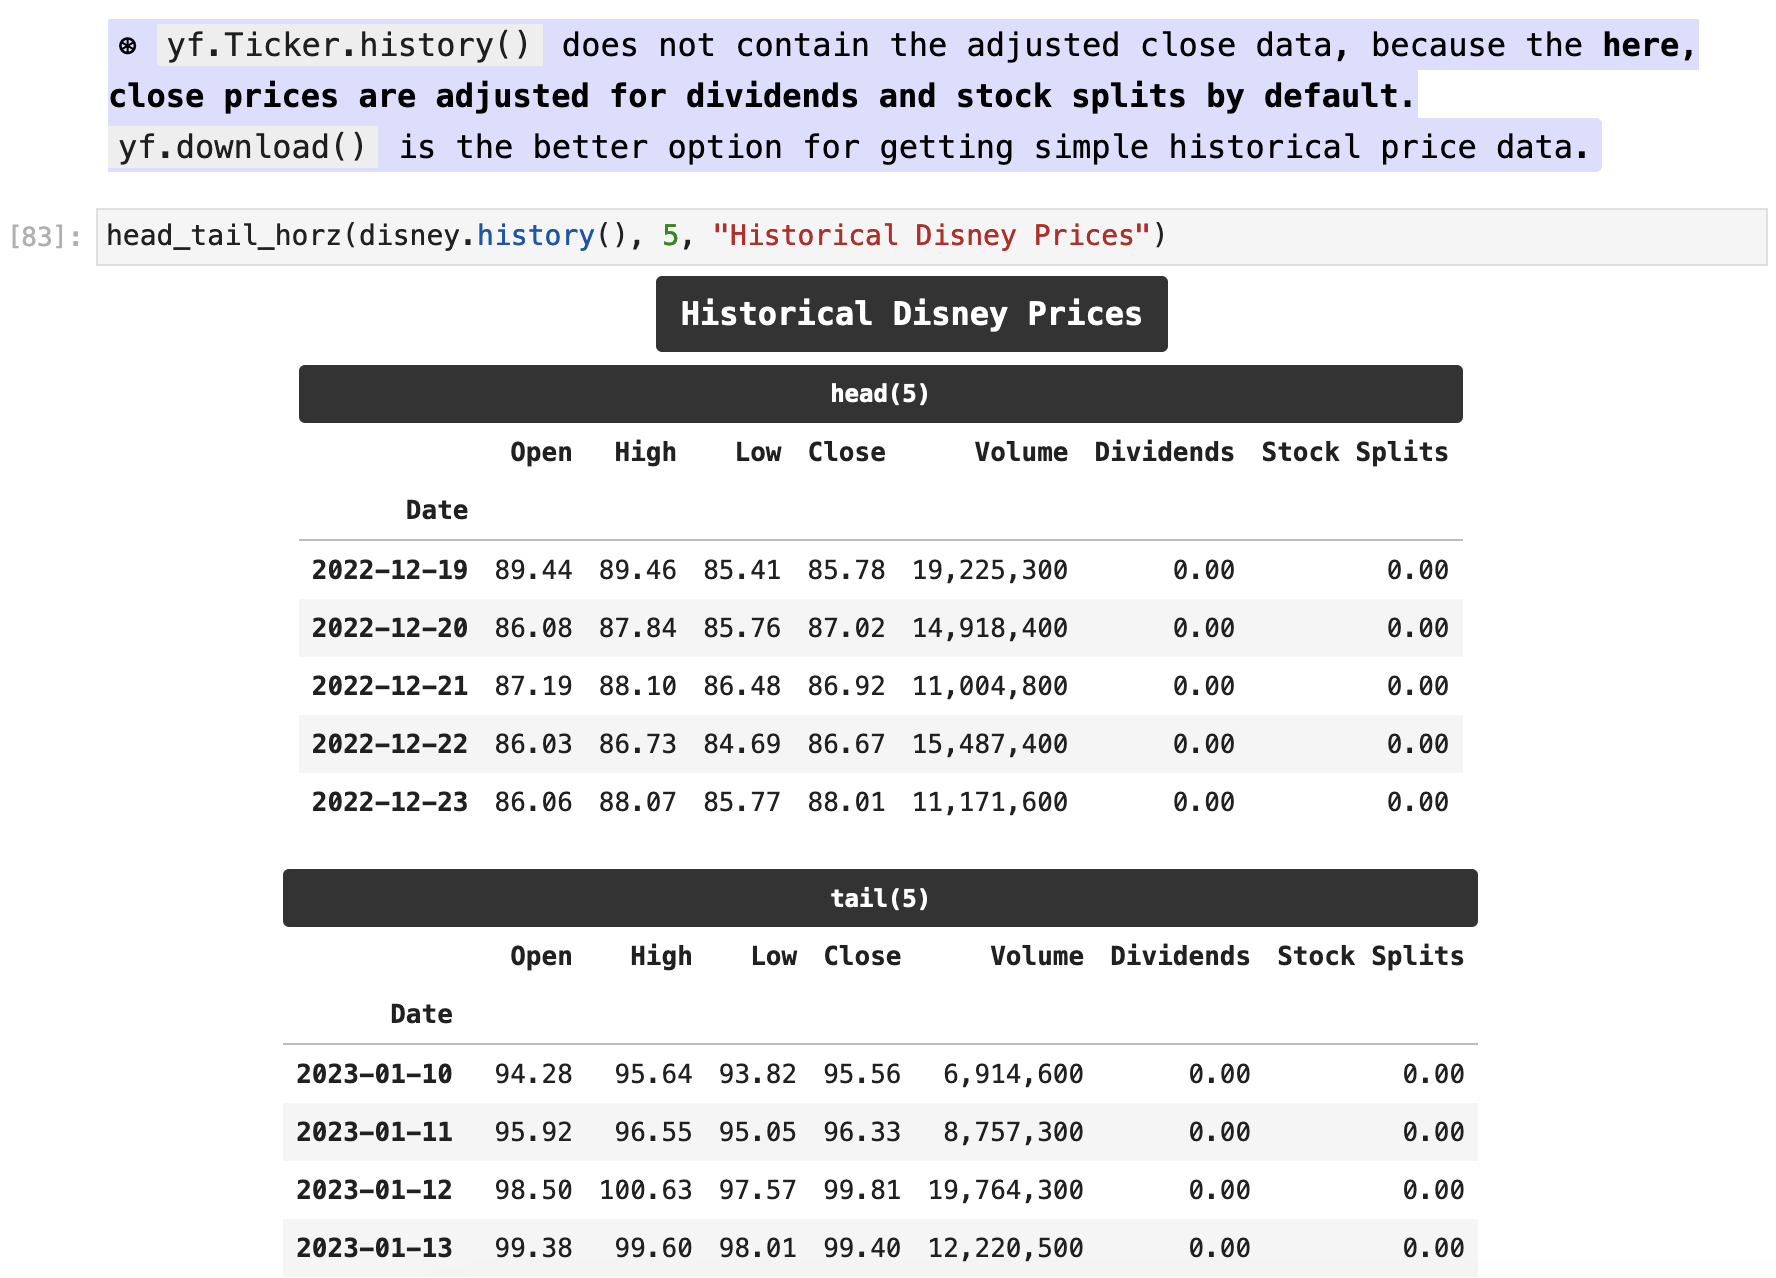 ⊛ yf.Ticker.history() does not contain the adjusted close data, because the here,
close prices are adjusted for dividends and stock splits by default.
yf.download() is the better option for getting simple historical price data.
[83]: head_tail_horz(disney.history(), 5, "Historical Disney Prices")
Historical Disney Prices
head(5)
Open High Low Close Volume Dividends Stock Splits
Date
2022-12-19 89.44 89.46 85.41 85.78 19,225,300 0.00 0.00
2022-12-20 86.08 87.84 85.76 87.02 14,918,400 0.00 0.00
2022-12-21 87.19 88.10 86.48 86.92 11,004,800 0.00 0.00
2022-12-22 86.03 86.73 84.69 86.67 15,487,400 0.00 0.00
2022-12-23 86.06 88.07 85.77 88.01 11,171,600 0.00 0.00
tail(5)
Open High Low Close Volume Dividends Stock Splits
Date
2023-01-10 94.28 95.64 93.82 95.56 6,914,600 0.00 0.00
2023-01-11 95.92 96.55 95.05 96.33 8,757,300 0.00 0.00
2023-01-12 98.50 100.63 97.57 99.81 19,764,300 0.00 0.00
2023-01-13 99.38 99.60 98.01 99.40 12,220,500 0.00 0.00